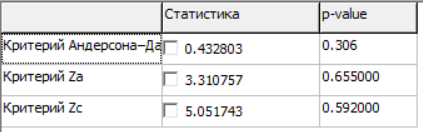 Статистика p-value
Критерий Андерсона–Да 0.432803 0.306
Критерий Za 3.310757 0.655000
Критерий Zc 5.051743 0.592000